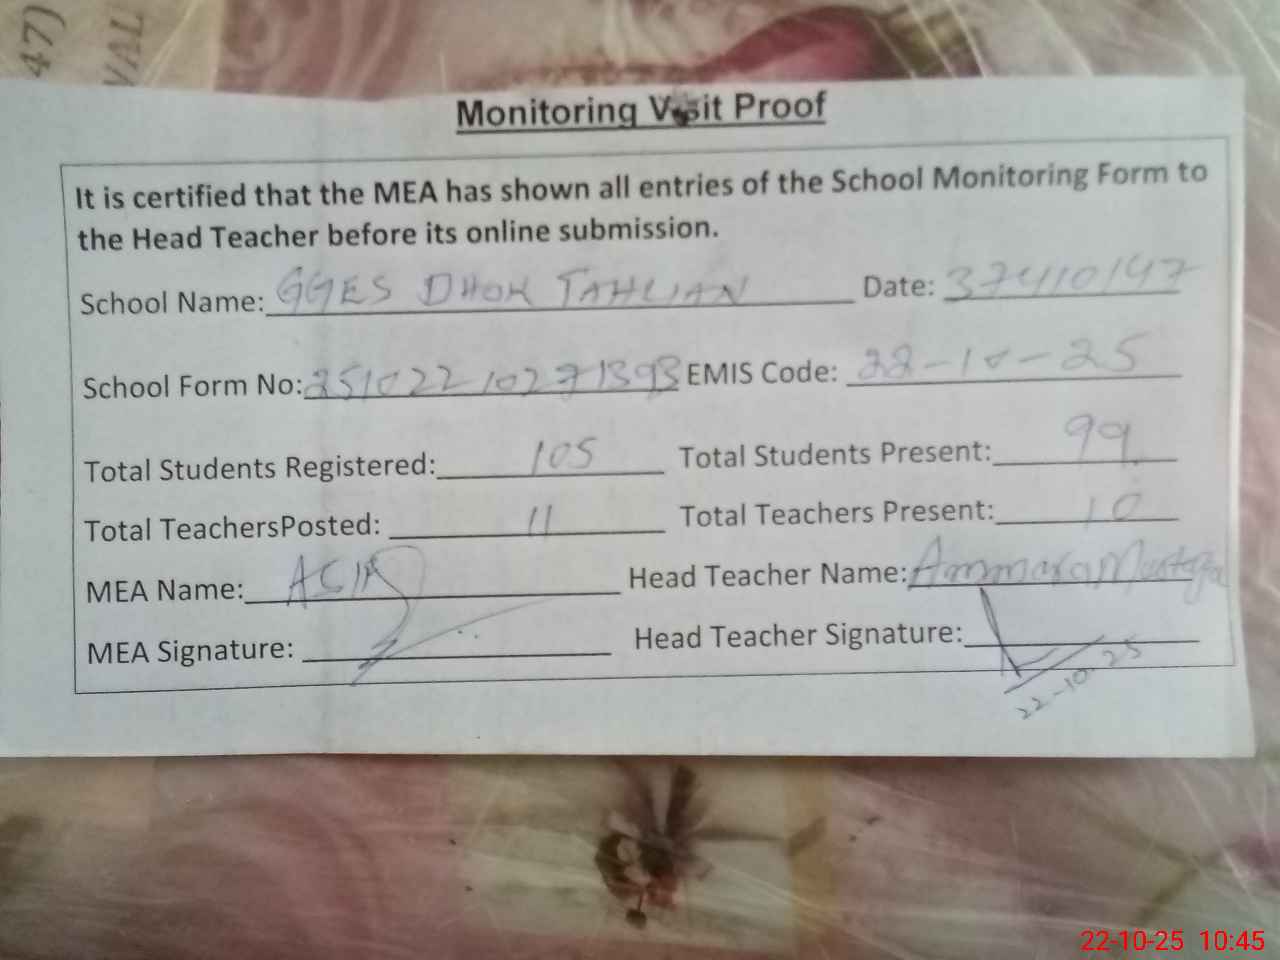 47)
WAL
Monitoring Visit Proof
It is certified that the MEA has shown all entries of the School Monitoring Form to
the Head Teacher before its online submission.
School Name: GGES DHOK TAHLIAN Date: 37410147
School Form No: 25102210271393 EMIS Code: 22-10-25
Total Students Registered: 105 Total Students Present: 99
Total TeachersPosted: 11 Total Teachers Present: 10
MEA Name: ASIF Head Teacher Name: Ammara Mustafa
MEA Signature: Head Teacher Signature:
22-10-25
22-10-25 10:45